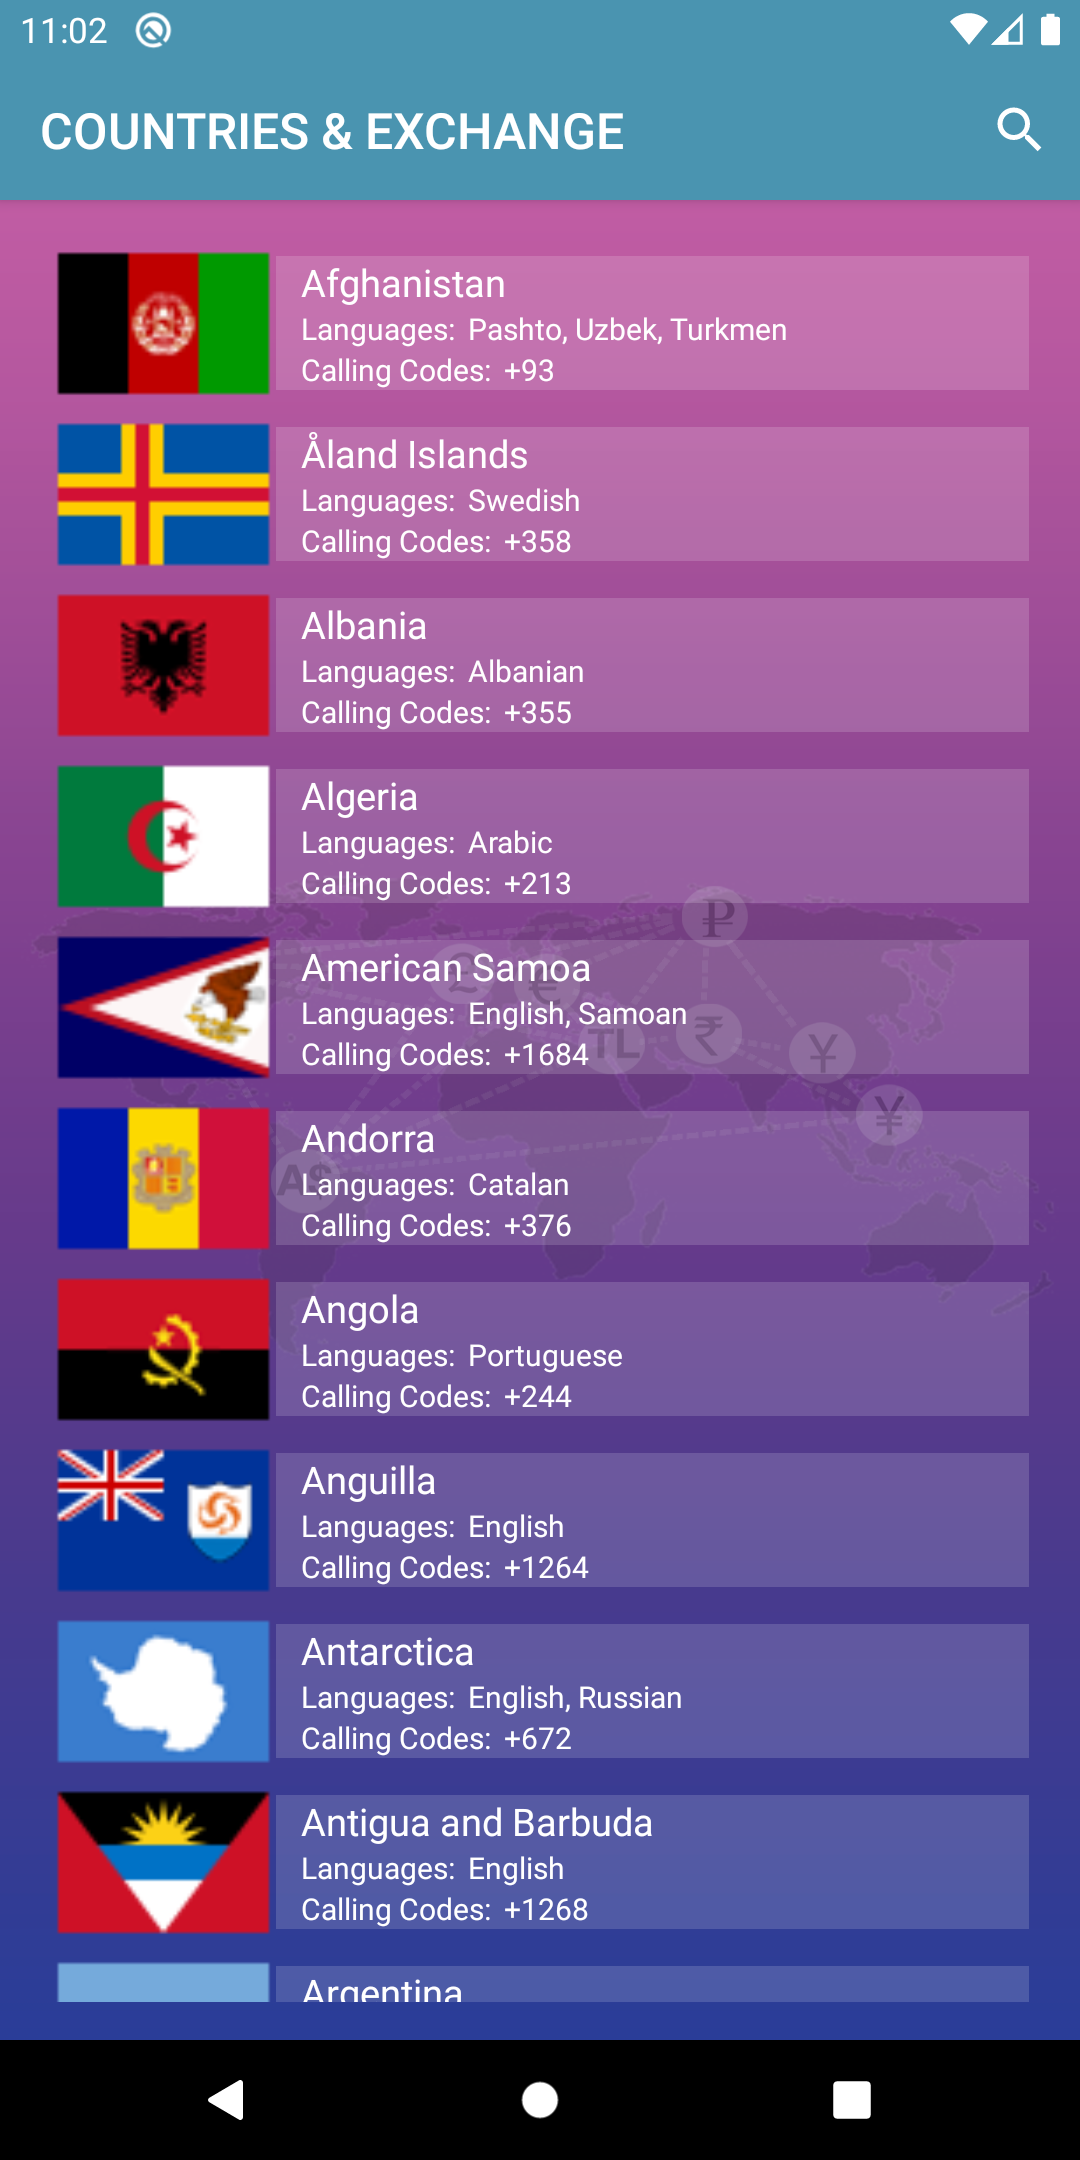 11:02
COUNTRIES & EXCHANGE
Afghanistan
Languages: Pashto, Uzbek, Turkmen
Calling Codes: +93
Åland Islands
Languages: Swedish
Calling Codes: +358
Albania
Languages: Albanian
Calling Codes: +355
Algeria
Languages: Arabic
Calling Codes: +213
₽
American Samoa
£ €
Languages: English, Samoan
TL ₹ ¥
Calling Codes: +1684
¥
Andorra
A$
Languages: Catalan
Calling Codes: +376
Angola
Languages: Portuguese
Calling Codes: +244
Anguilla
Languages: English
Calling Codes: +1264
Antarctica
Languages: English, Russian
Calling Codes: +672
Antigua and Barbuda
Languages: English
Calling Codes: +1268
Argentina